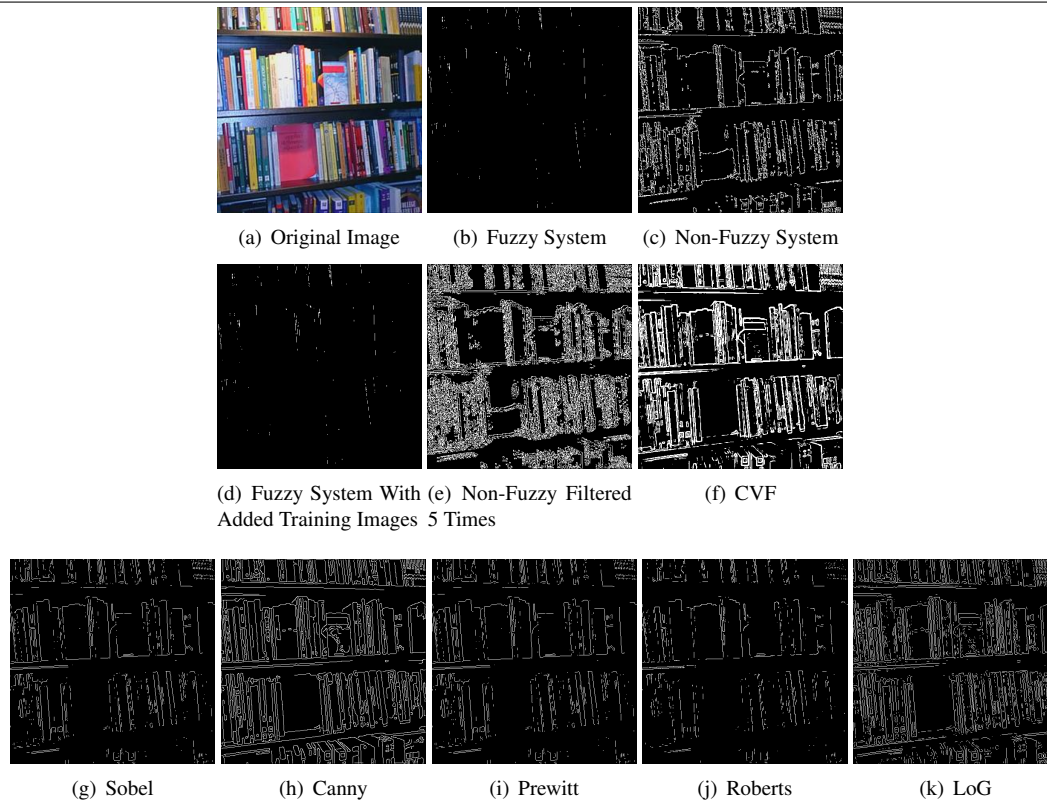 (a) Original Image
(b) Fuzzy System
(c) Non-Fuzzy System
(d) Fuzzy System With
Added Training Images
(e) Non-Fuzzy Filtered
5 Times
(f) CVF
(g) Sobel
(h) Canny
(i) Prewitt
(j) Roberts
(k) LoG